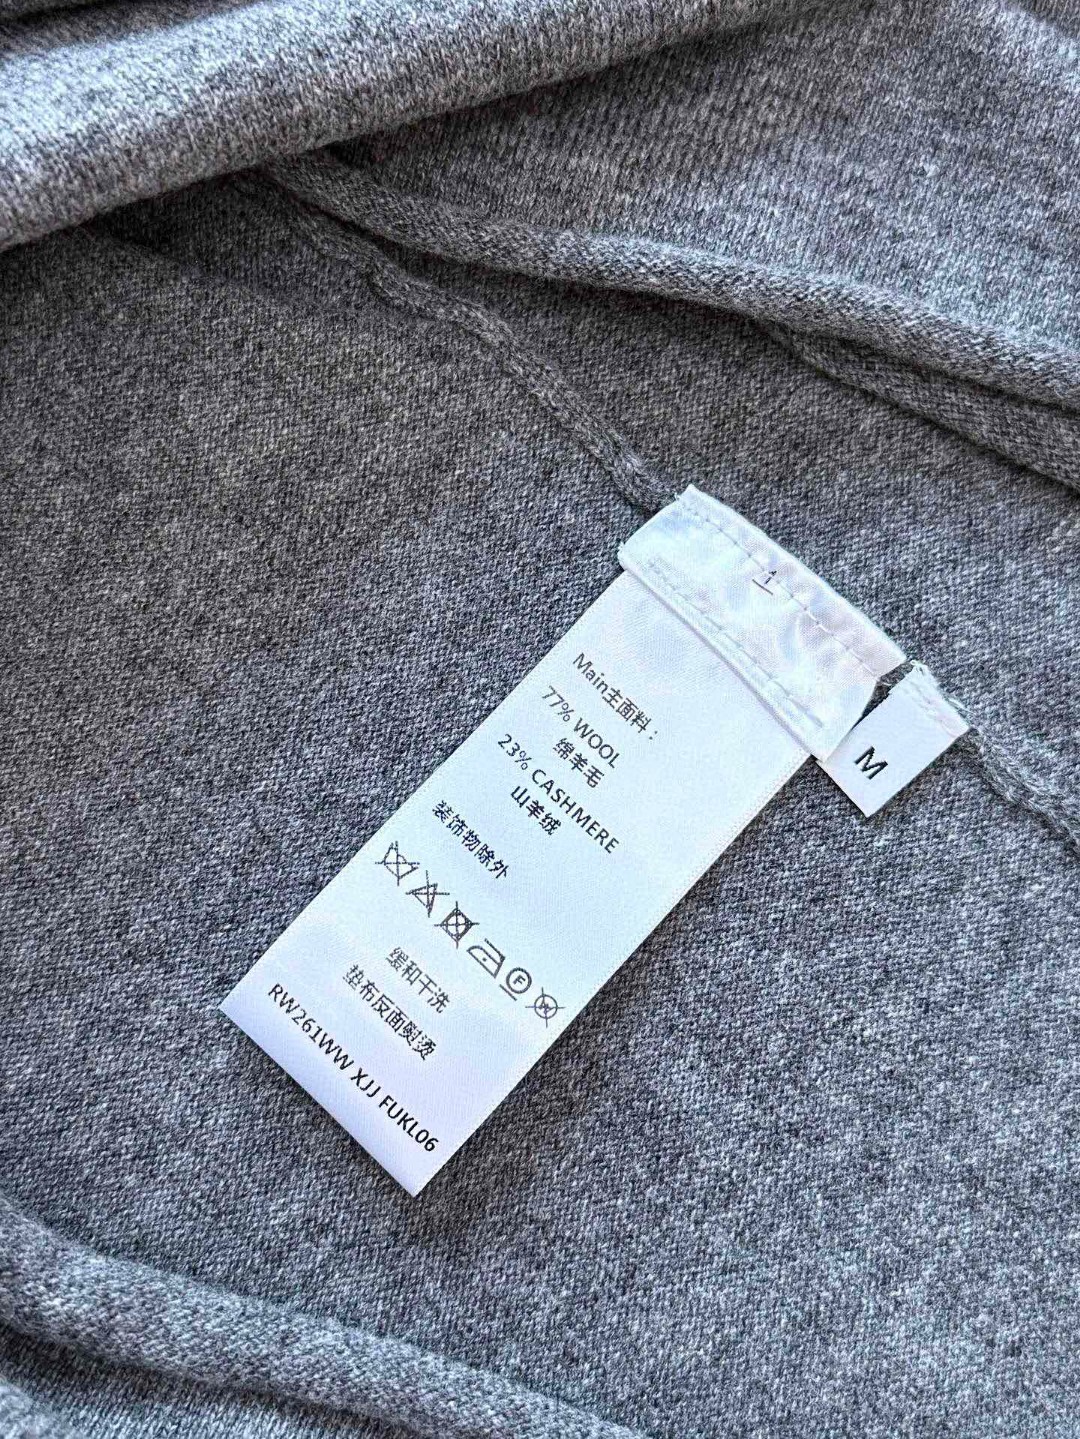 Main主面料：
77% WOOL
绵羊毛
23% CASHMERE
山羊绒
装饰物除外
F
W
缓和干洗
垫布反面熨烫
RW261WW XJJ FUKL06
M